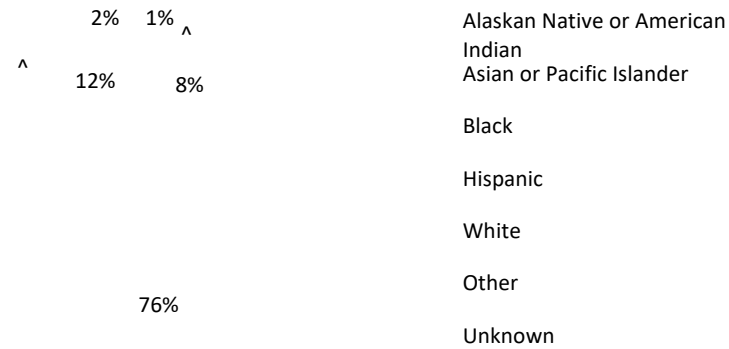 2% 1% ^
^
12% 8%
76%
Alaskan Native or American
Indian
Asian or Pacific Islander
Black
Hispanic
White
Other
Unknown